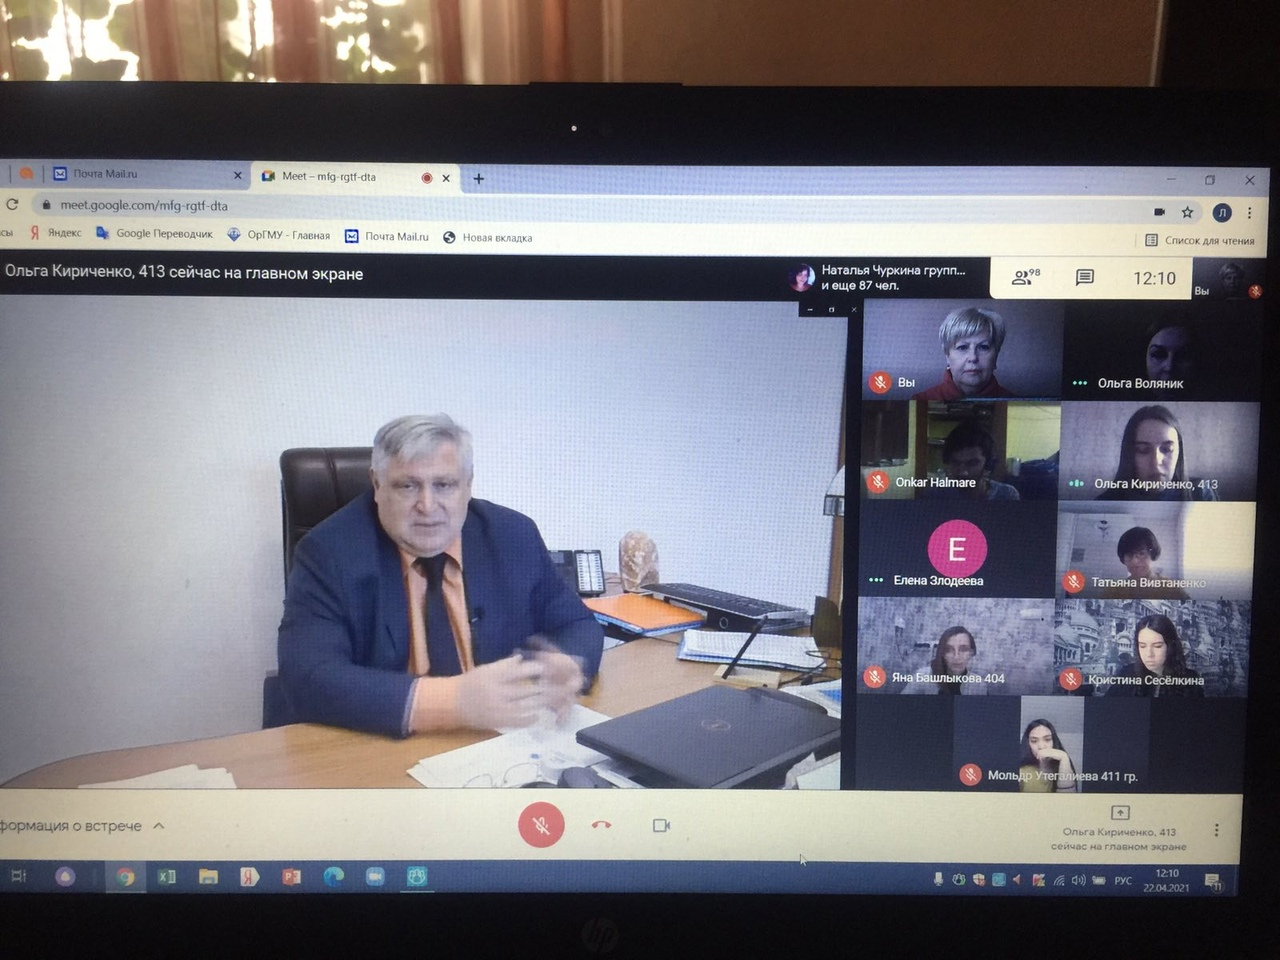 Почта Mail.ru
Meet – mfg-rgtf-dta
meet.google.com/mfg-rgtf-dta
Л
сы
Яндекс
Google Переводчик
ОрГМУ - Главная
Почта Mail.ru
Новая вкладка
Список для чтения
Ольга Кириченко, 413 сейчас на главном экране
Наталья Чуркина групп...
и еще 87 чел.
98
12:10
Вы
Вы
Ольга Воляник
Onkar Halmare
Ольга Кириченко, 413
Е
Елена Злодеева
Татьяна Вивтаненко
Яна Башлыкова 404
Кристина Сесёлкина
Мольдр Утегалиева 411 гр.
формация о встрече
Ольга Кириченко, 413
сейчас на главном экране
РУС
12:10
22.04.2021
11
hp